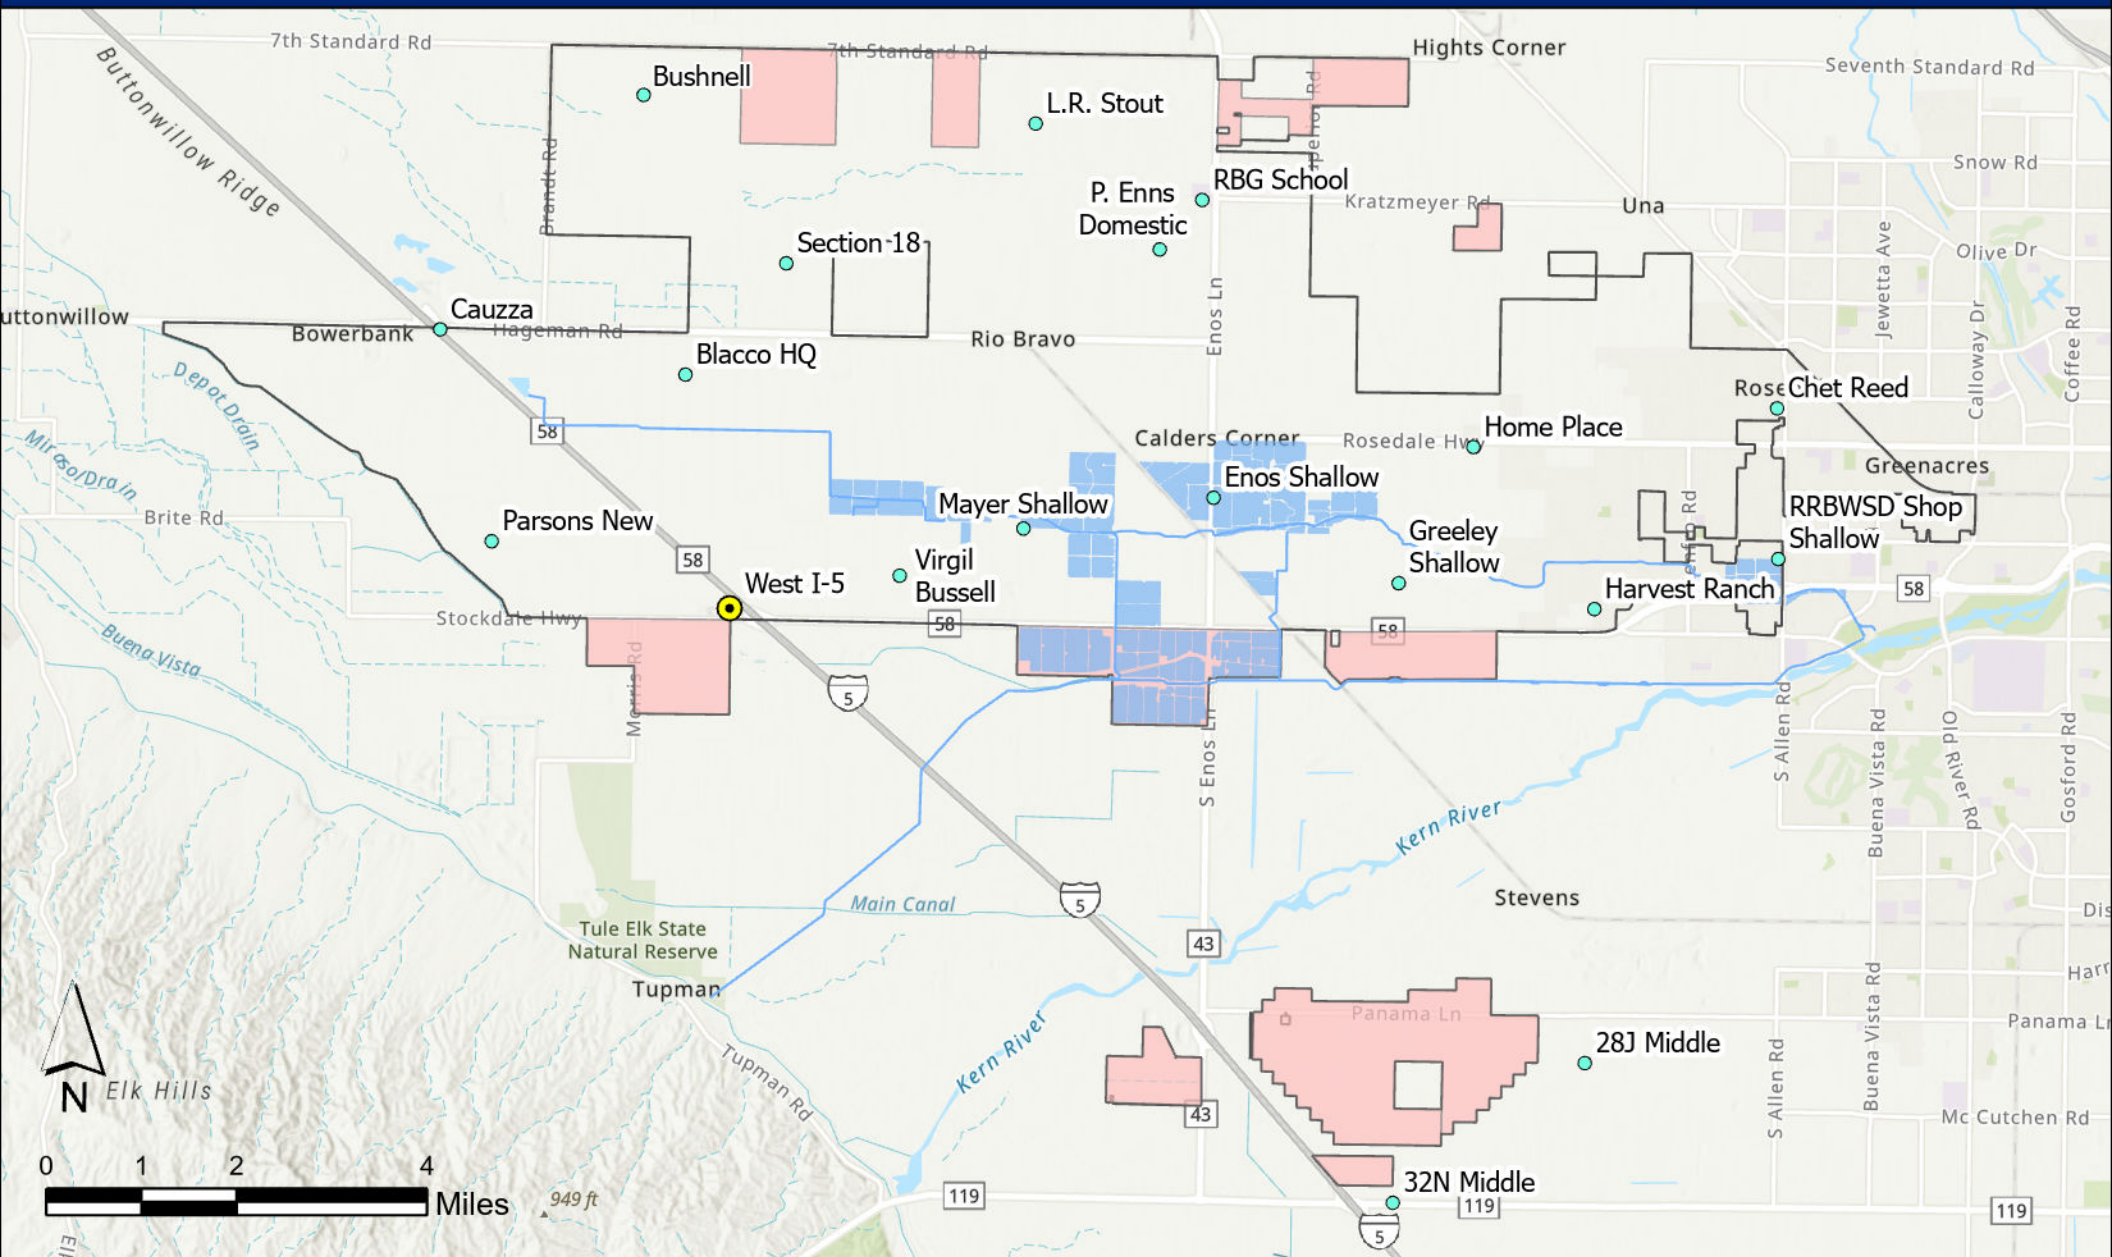 7th Standard Rd
7th Standard Rd
Hights Corner
Seventh Standard Rd
Bushnell
L.R. Stout
Buttonwillow Ridge
Brandt Rd
Snow Rd
RBG School
P. Enns
Domestic
Kratzmeyer Rd
Una
Section 18
Olive Dr
Jewetta Ave
Calloway Dr
Coffee Rd
Enos Ln
Cauzza
uttonwillow
Bowerbank
Hageman Rd
Rio Bravo
Blacco HQ
Depot Drain
Rose
Chet Reed
58
Calders Corner
Rosedale Hwy
Home Place
Greenacres
Enos Shallow
Mayer Shallow
RRBWSD Shop
Shallow
Brite Rd
Parsons New
Greeley
Shallow
58
Virgil
Bussell
West I-5
Harvest Ranch
58
Stockdale Hwy
58
58
Buena Vista
Morris Rd
5
S Enos Ln
S Allen Rd
Buena Vista Rd
Old River Rd
Gosford Rd
Kern River
Stevens
5
Main Canal
Dis
Tule Elk State
Natural Reserve
43
Tupman
Harr
Panama Ln
Panama Ln
Kern River
28J Middle
Tupman Rd
N
Elk Hills
43
S Allen Rd
Buena Vista Rd
Mc Cutchen Rd
0 1 2 4
Miles
949 ft
32N Middle
119
119
119
5